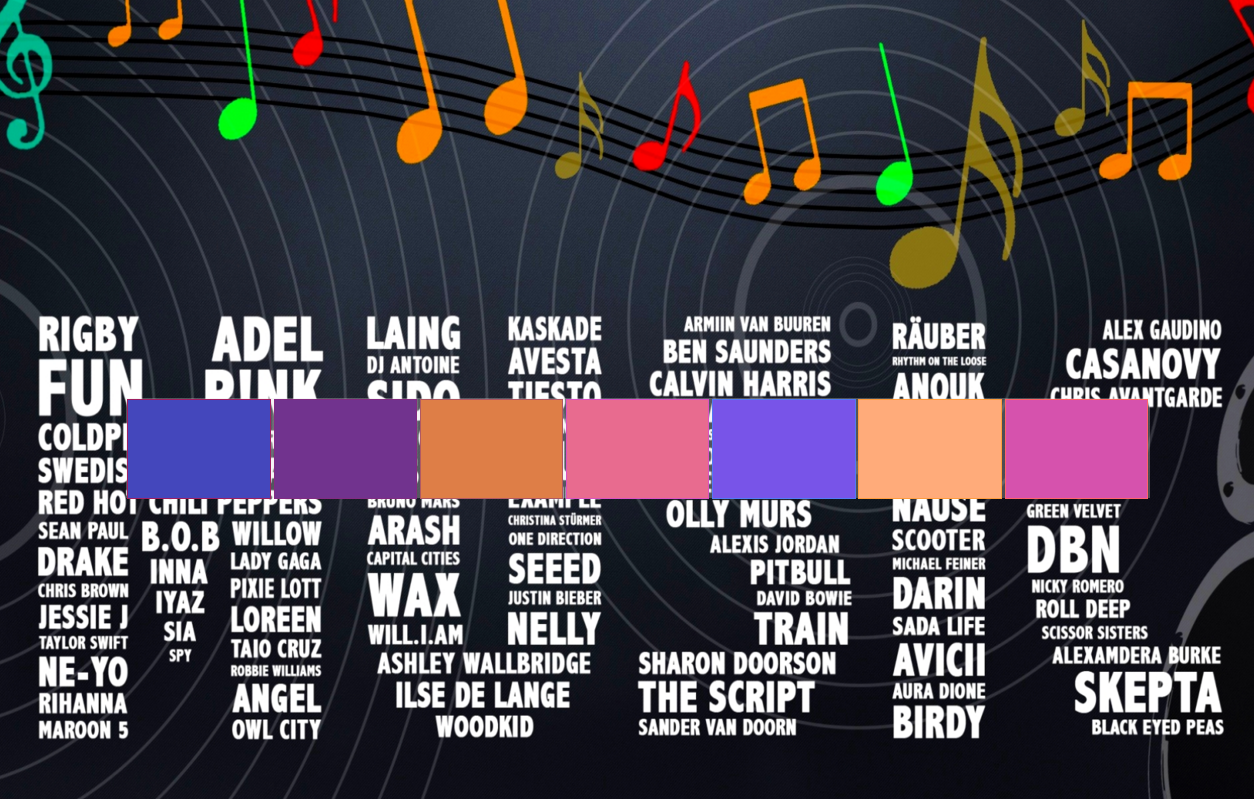 RIGBY
FUN
RED HOT CHILI PEPPERS
SEAN PAUL
DRAKE
CHRIS BROWN
JESSIE J
TAYLOR SWIFT
NE-YO
RIHANNA
MAROON 5
B.O.B
INNA
IYAZ
SIA
SPY
ADEL
WILLOW
LADY GAGA
PIXIE LOTT
LOREEN
TAIO CRUZ
ROBBIE WILLIAMS
ANGEL
OWL CITY
LAING
DJ ANTOINE
SIDO
BRUNO MARS
ARASH
CAPITAL CITIES
WAX
WILL.I.AM
KASKADE
AVESTA
TIESTO
EXAMPLE
CHRISTINA STÜRMER
ONE DIRECTION
SEEED
JUSTIN BIEBER
NELLY
ASHLEY WALLBRIDGE
ILSE DE LANGE
WOODKID
ARMIIN VAN BUUREN
BEN SAUNDERS
CALVIN HARRIS
OLLY MURS
ALEXIS JORDAN
PITBULL
DAVID BOWIE
TRAIN
SHARON DOORSON
THE SCRIPT
SANDER VAN DOORN
RÄUBER
RHYTHM ON THE LOOSE
ANOUK
NAUSE
SCOOTER
MICHAEL FEINER
DARIN
SADA LIFE
AVICII
AURA DIONE
BIRDY
ALEX GAUDINO
CASANOVY
CHRIS AVANTGARDE
GREEN VELVET
DBN
NICKY ROMERO
ROLL DEEP
SCISSOR SISTERS
ALEXAMDERA BURKE
SKEPTA
BLACK EYED PEAS